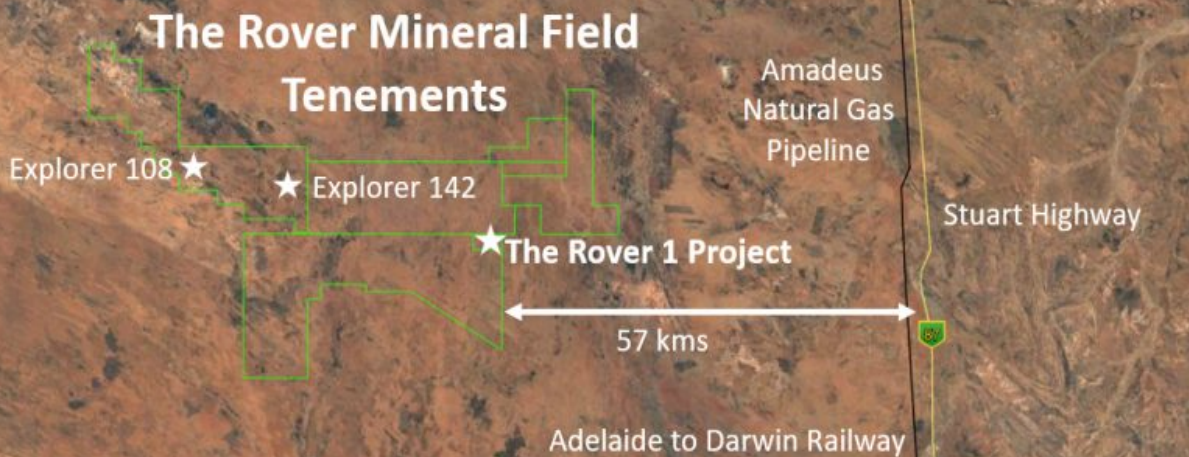 The Rover Mineral Field
Tenements
Amadeus
Natural Gas
Pipeline
Explorer 108
Explorer 142
Stuart Highway
The Rover 1 Project
57 kms
87
Adelaide to Darwin Railway